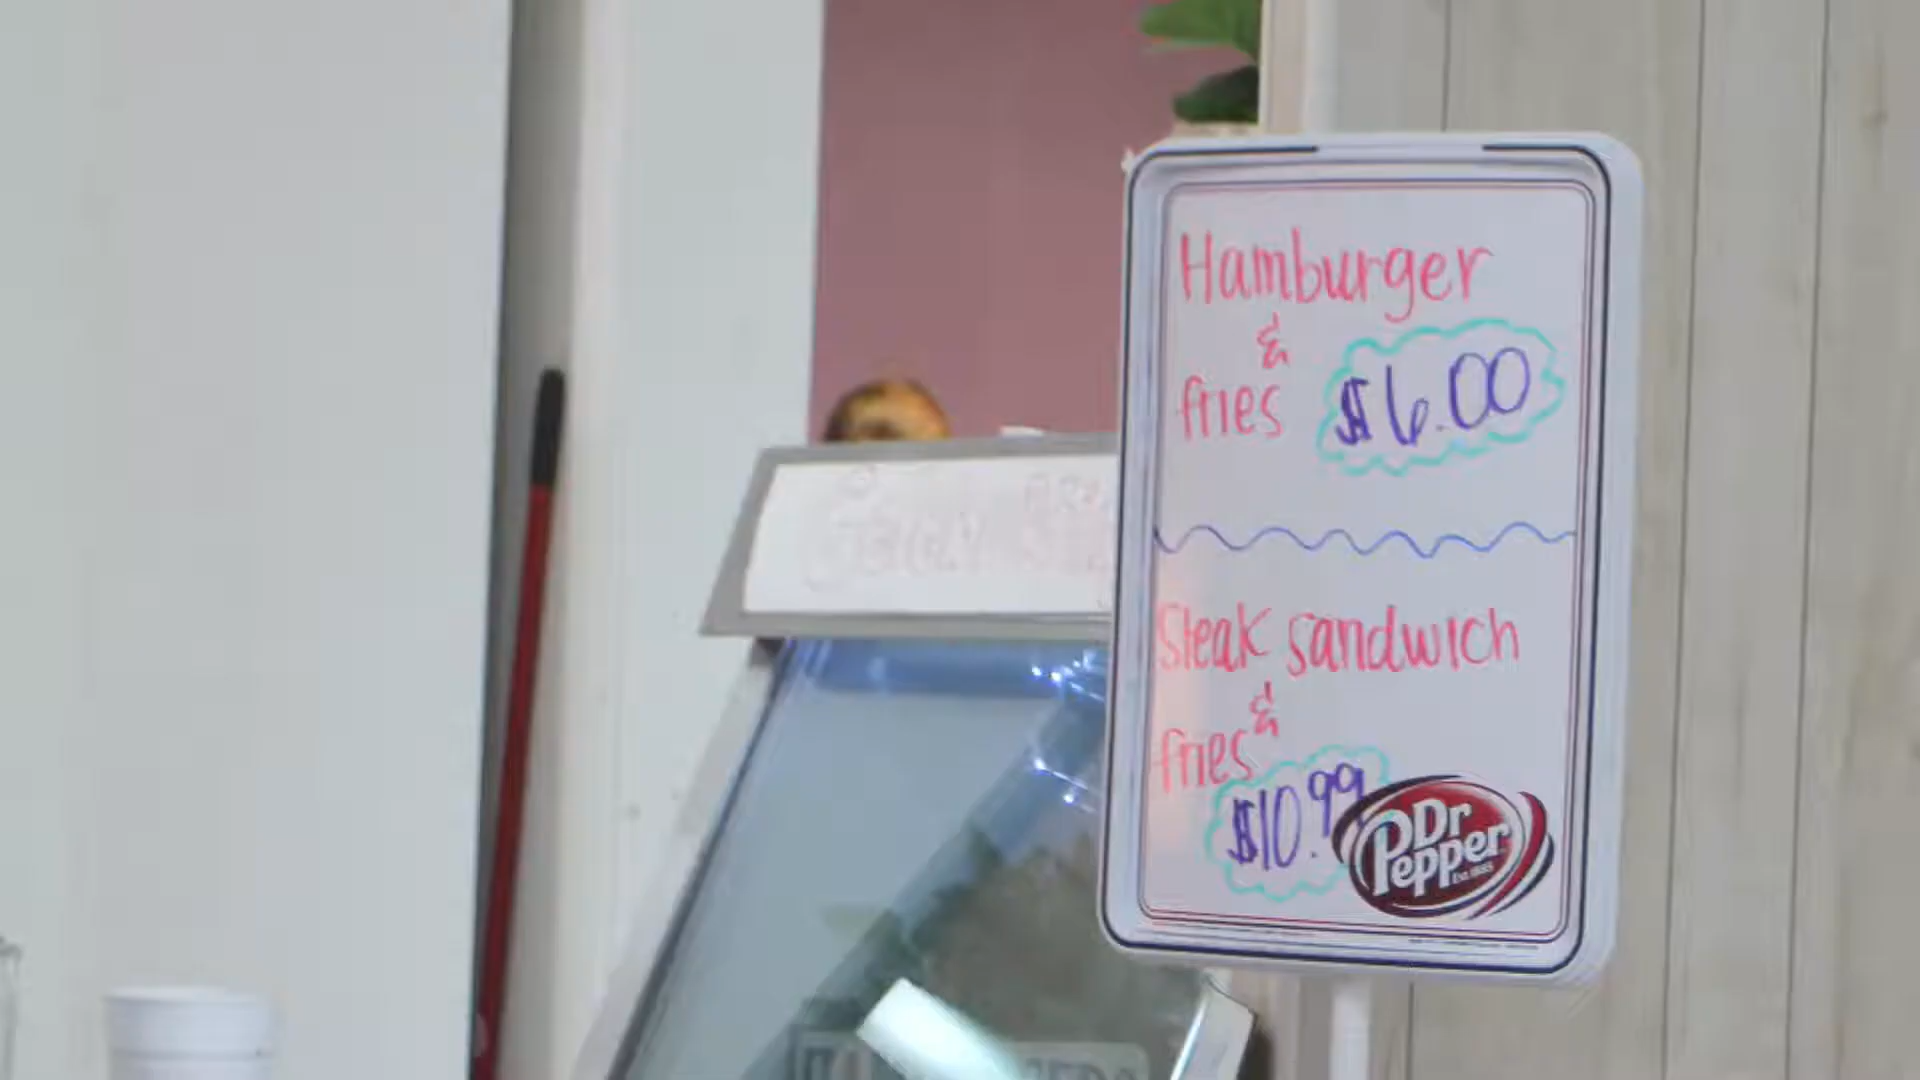 Hamburger
&
fries $6.00
Steak sandwich
&
fries
$10.99
Dr
Pepper